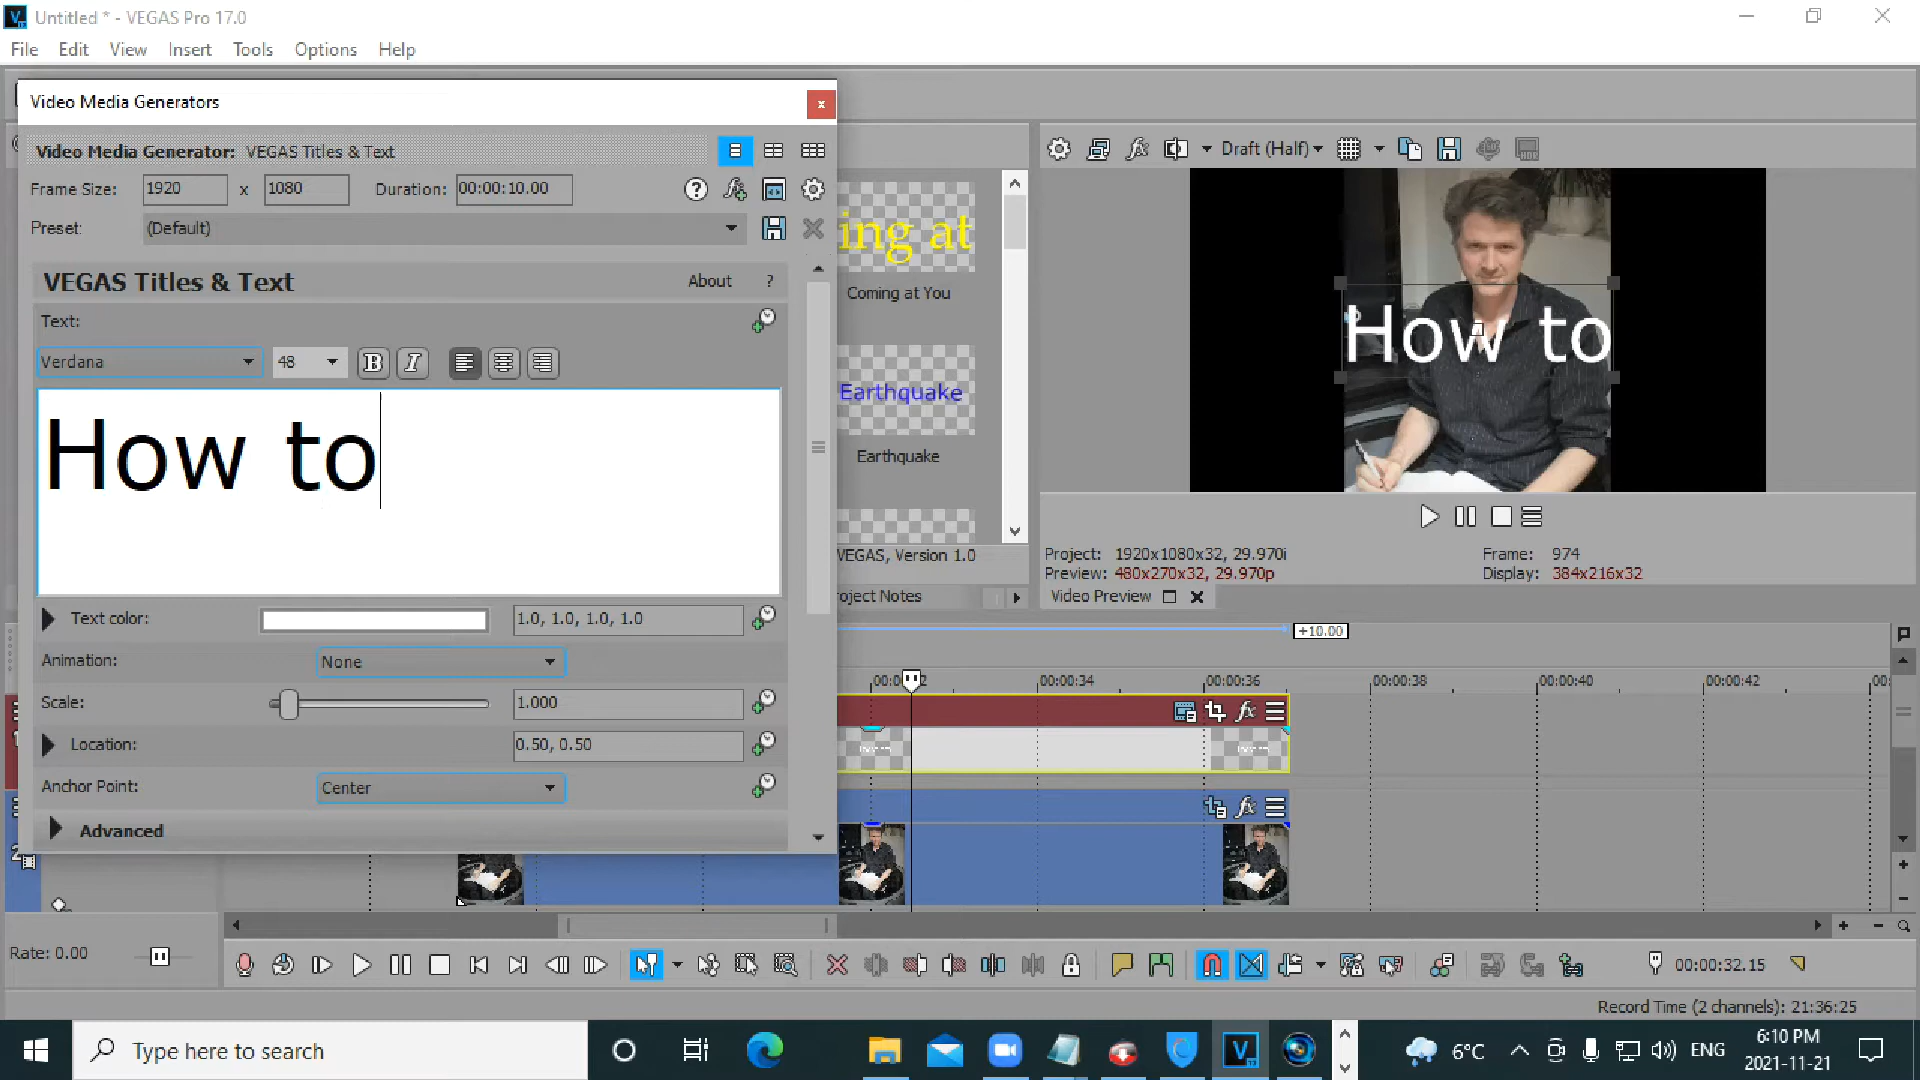 Untitled * - VEGAS Pro 17.0
File Edit View Insert Tools Options Help
Video Media Generators
Video Media Generator: VEGAS Titles & Text
Frame Size: 1920 x 1080 Duration: 00:00:10.00
Preset: (Default)
VEGAS Titles & Text About ?
Text:
Verdana 48 B I
How to
Text color: 1.0, 1.0, 1.0, 1.0
Animation: None
Scale: 1.000
Location: 0.50, 0.50
Anchor Point: Center
Advanced
ing at
Coming at You
Earthquake
Earthquake
VEGAS, Version 1.0
oject Notes
Draft (Half)
How to
Project: 1920x1080x32, 29.970i
Preview: 480x270x32, 29.970p
Frame: 974
Display: 384x216x32
Video Preview
+10.00
00:00:34 00:00:36 00:00:38 00:00:40 00:00:42
Rate: 0.00
00:00:32.15
Record Time (2 channels): 21:36:25
Type here to search
6°C
ENG
6:10 PM
2021-11-21